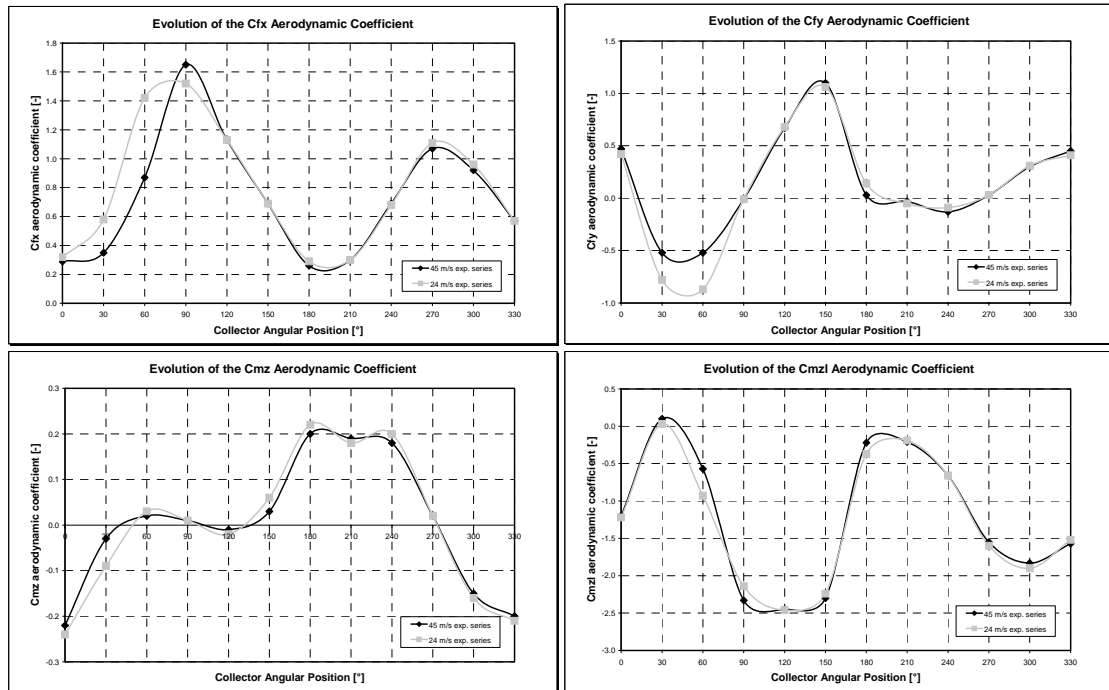 Evolution of the Cfx Aerodynamic Coefficient
Cfx aerodynamic coefficient [-]
1.8
1.6
1.4
1.2
1.0
0.8
0.6
0.4
0.2
0.0
45 m/s exp. series
24 m/s exp. series
0 30 60 90 120 150 180 210 240 270 300 330
Collector Angular Position [°]
Evolution of the Cfy Aerodynamic Coefficient
Cfy aerodynamic coefficient [-]
1.5
1.0
0.5
0.0
-0.5
-1.0
45 m/s exp. series
24 m/s exp. series
0 30 60 90 120 150 180 210 240 270 300 330
Collector Angular Position [°]
Evolution of the Cmz Aerodynamic Coefficient
Cmz aerodynamic coefficient [-]
0.3
0.2
0.1
0.0
-0.1
-0.2
-0.3
0 30 60 90 120 150 180 210 240 270 300 330
45 m/s exp. series
24 m/s exp. series
Collector Angular Position [°]
Evolution of the Cmzl Aerodynamic Coefficient
Cmzl aerodynamic coefficient [-]
0.5
0.0
-0.5
-1.0
-1.5
-2.0
-2.5
-3.0
45 m/s exp. series
24 m/s exp. series
0 30 60 90 120 150 180 210 240 270 300 330
Collector Angular Position [°]